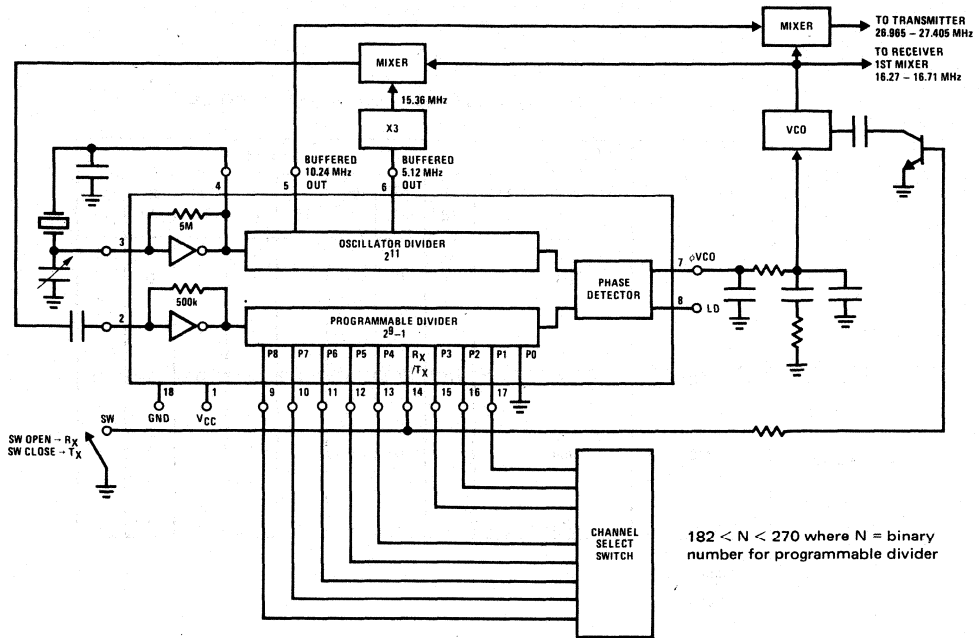 MIXER
TO TRANSMITTER
26.965 – 27.405 MHz
MIXER
TO RECEIVER
1ST MIXER
16.27 – 16.71 MHz
15.36 MHz
X3
VCO
BUFFERED
10.24 MHz
OUT
BUFFERED
5.12 MHz
OUT
4
5
6
5M
3
OSCILLATOR DIVIDER
2^11
PHASE
DETECTOR
7
φVCO
8
LD
500k
2
PROGRAMMABLE DIVIDER
2^9–1
P8
P7
P6
P5
P4
RX
/TX
P3
P2
P1
P0
18
1
9
10
11
12
13
14
15
16
17
GND
VCC
SW
SW OPEN → RX
SW CLOSE → TX
CHANNEL
SELECT
SWITCH
182 < N < 270 where N = binary
number for programmable divider